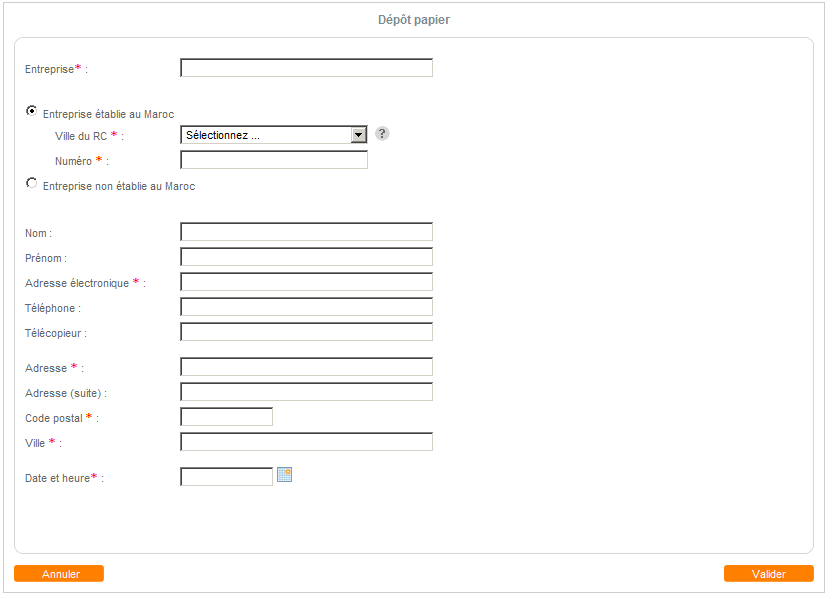 Dépôt papier
Entreprise* :
Entreprise établie au Maroc
Ville du RC * : Sélectionnez ... ?
Numéro * :
Entreprise non établie au Maroc
Nom :
Prénom :
Adresse électronique * :
Téléphone :
Télécopieur :
Adresse * :
Adresse (suite) :
Code postal * :
Ville * :
Date et heure* :
Annuler Valider